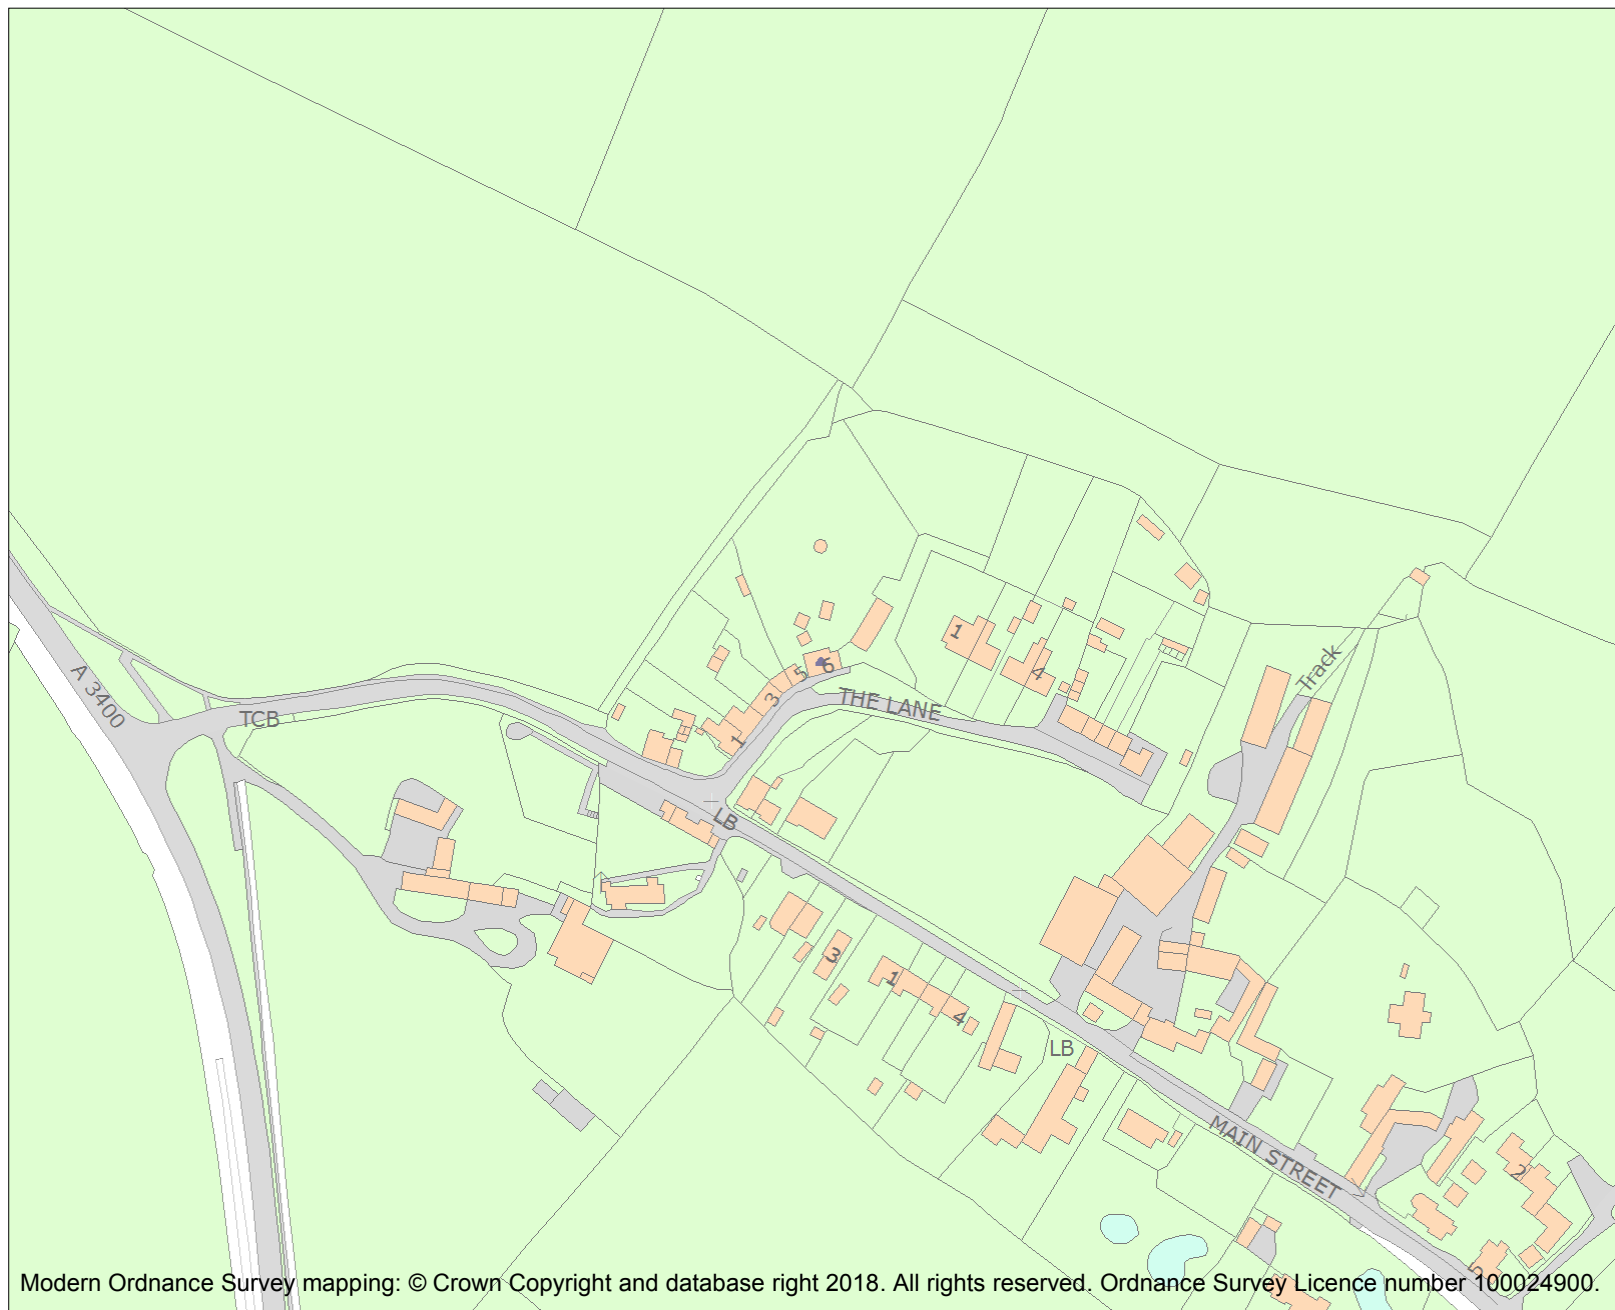 Track
1
4
5
6
3
1
THE LANE
A 3400
TCB
LB
3
1
4
LB
MAIN STREET
2
Modern Ordnance Survey mapping: © Crown Copyright and database right 2018. All rights reserved. Ordnance Survey Licence number 100024900.